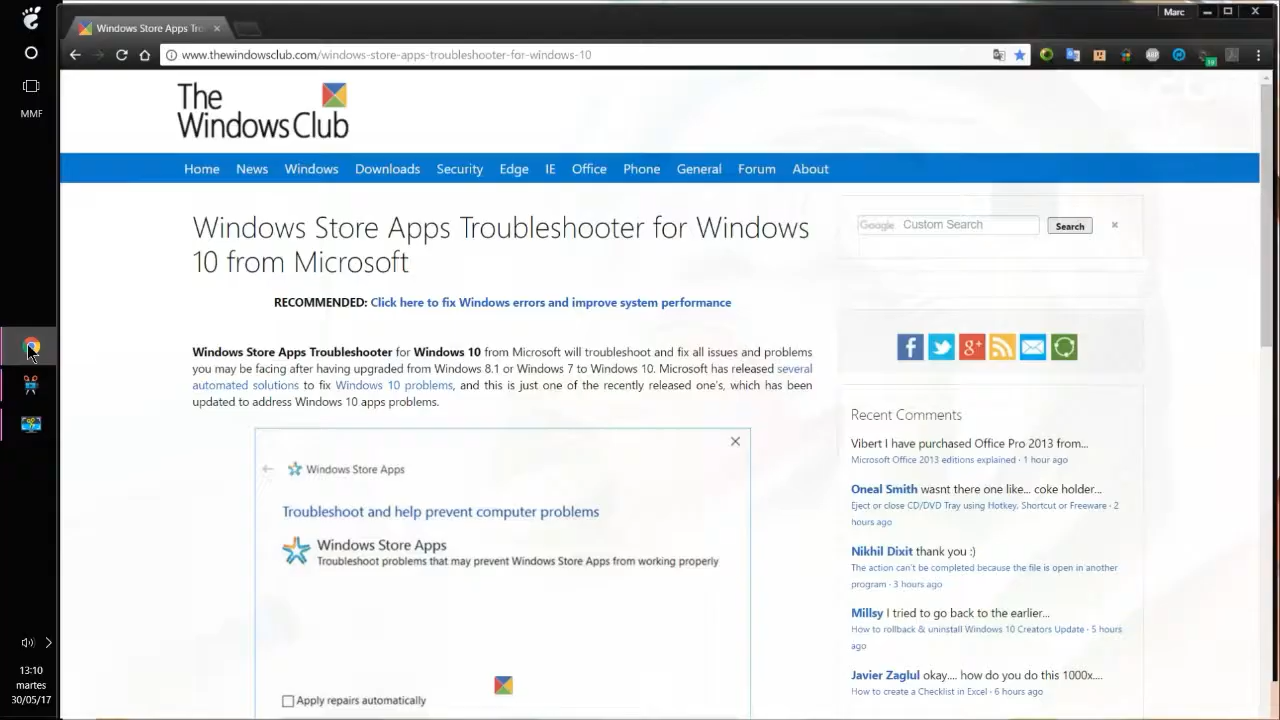 Marc
Windows Store Apps Tro
www.thewindowsclub.com/windows-store-apps-troubleshooter-for-windows-10
MMF
The
WindowsClub
Home News Windows Downloads Security Edge IE Office Phone General Forum About
Windows Store Apps Troubleshooter for Windows
10 from Microsoft
Google Custom Search Search
RECOMMENDED: Click here to fix Windows errors and improve system performance
Windows Store Apps Troubleshooter for Windows 10 from Microsoft will troubleshoot and fix all issues and problems
you may be facing after having upgraded from Windows 8.1 or Windows 7 to Windows 10. Microsoft has released several
automated solutions to fix Windows 10 problems, and this is just one of the recently released one's, which has been
updated to address Windows 10 apps problems.
Windows Store Apps
Troubleshoot and help prevent computer problems
Windows Store Apps
Troubleshoot problems that may prevent Windows Store Apps from working properly
Apply repairs automatically
Recent Comments
Vibert I have purchased Office Pro 2013 from...
Microsoft Office 2013 editions explained · 1 hour ago
Oneal Smith wasnt there one like... coke holder...
Eject or close CD/DVD Tray using Hotkey, Shortcut or Freeware · 2
hours ago
Nikhil Dixit thank you :)
The action can't be completed because the file is open in another
program · 3 hours ago
Millsy I tried to go back to the earlier...
How to rollback & uninstall Windows 10 Creators Update · 5 hours
ago
Javier Zaglul okay.... how do you do this 1000x....
How to create a Checklist in Excel · 6 hours ago
13:10
martes
30/05/17